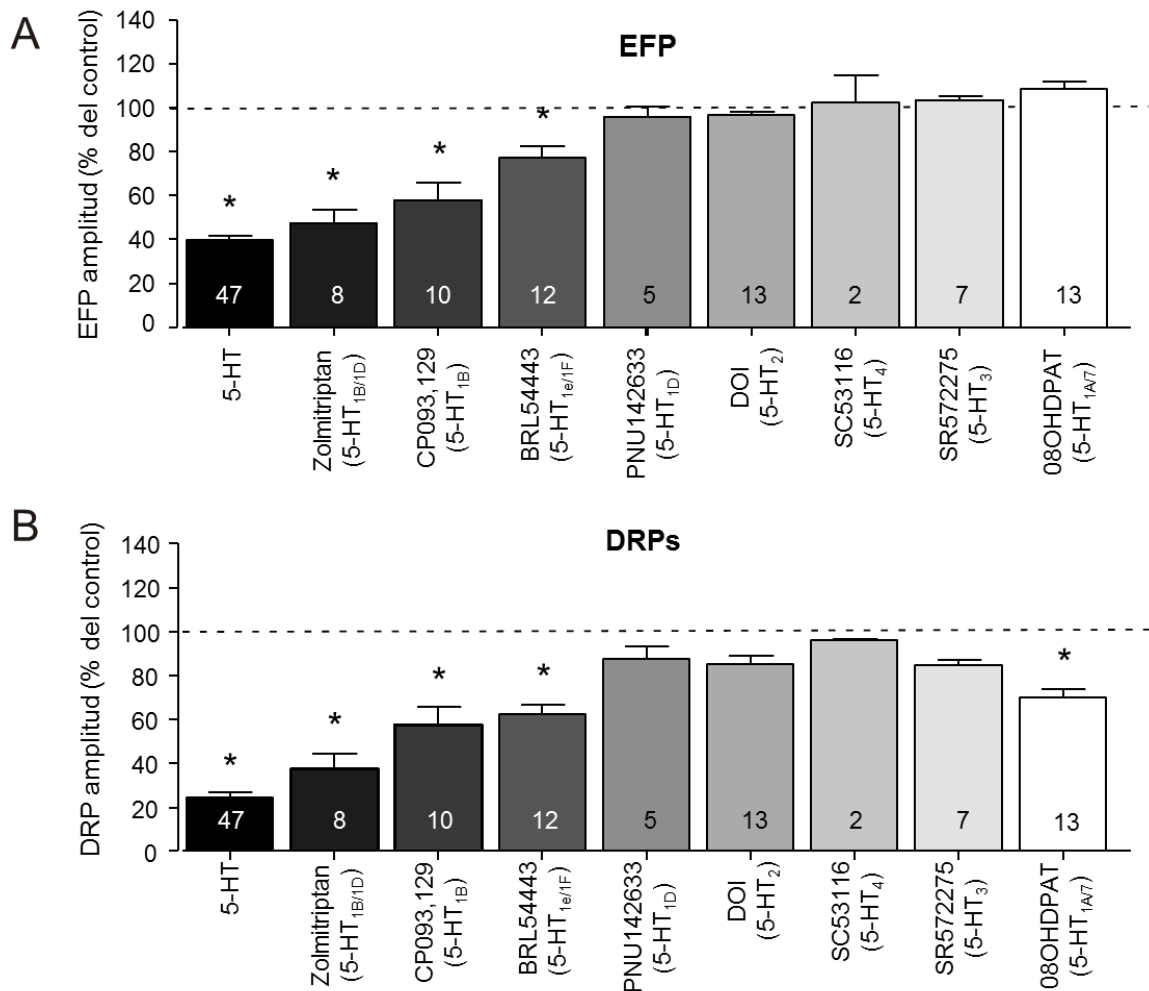 A
EFP
EFP amplitud (% del control)
140
120
100
80
60
40
20
0
*
*
*
*
47
8
10
12
5
13
2
7
13
5-HT
Zolmitriptan
(5-HT1B/1D)
CP093,129
(5-HT1B)
BRL54443
(5-HT1e/1F)
PNU142633
(5-HT1D)
DOI
(5-HT2)
SC53116
(5-HT4)
SR572275
(5-HT3)
08OHDPAT
(5-HT1A/7)
B
DRPs
DRP amplitud (% del control)
140
120
100
80
60
40
20
0
*
*
*
*
*
47
8
10
12
5
13
2
7
13
5-HT
Zolmitriptan
(5-HT1B/1D)
CP093,129
(5-HT1B)
BRL54443
(5-HT1e/1F)
PNU142633
(5-HT1D)
DOI
(5-HT2)
SC53116
(5-HT4)
SR572275
(5-HT3)
08OHDPAT
(5-HT1A/7)